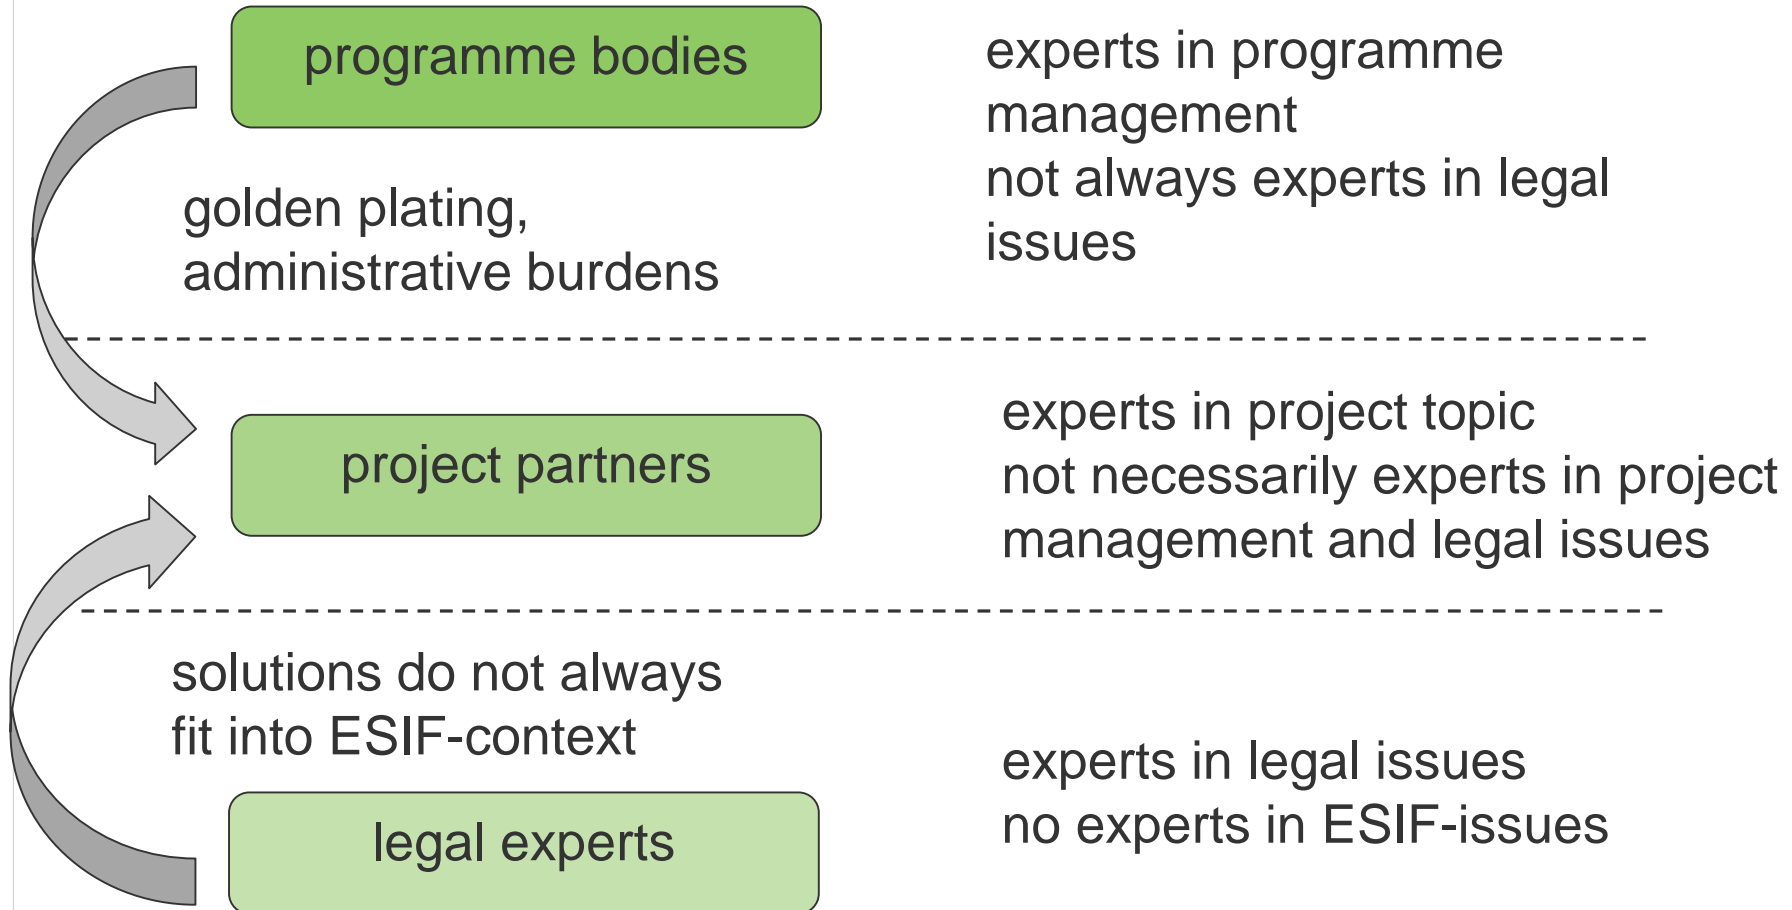 programme bodies
experts in programme
management
not always experts in legal
issues
golden plating,
administrative burdens
project partners
experts in project topic
not necessarily experts in project
management and legal issues
solutions do not always
fit into ESIF-context
legal experts
experts in legal issues
no experts in ESIF-issues